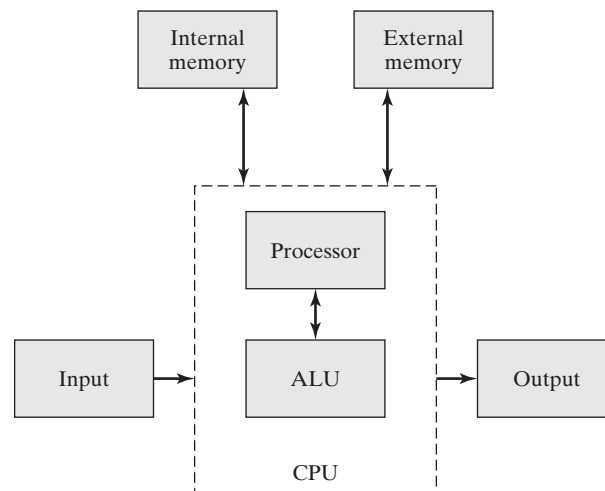 Internal
memory
External
memory
Processor
Input
ALU
Output
CPU